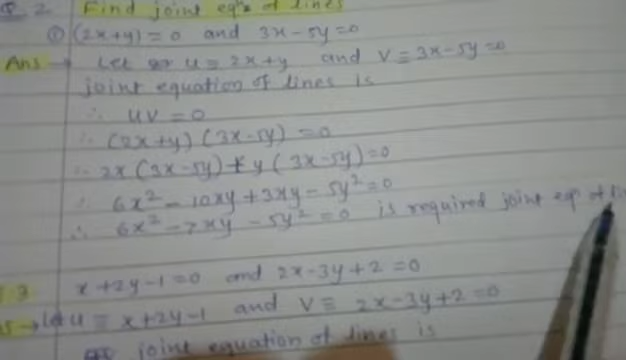 Q. 2 Find joint eqn of lines
① (2x+y)=0 and 3x-5y=0
Ans → Let u ≡ 2x+y and V ≡ 3x-5y=0
joint equation of lines is
∴ uv = 0
∴ (2x+y) (3x-5y) = 0
∴ 2x (3x-5y) + y (3x-5y)=0
∴ 6x² - 10xy + 3xy - 5y² = 0
∴ 6x² - 7xy - 5y² = 0 is required joint eqn of
3 x+2y-1=0 and 2x-3y+2=0
→ Let u ≡ x+2y-1 and V ≡ 2x-3y+2=0
joint equation of lines is